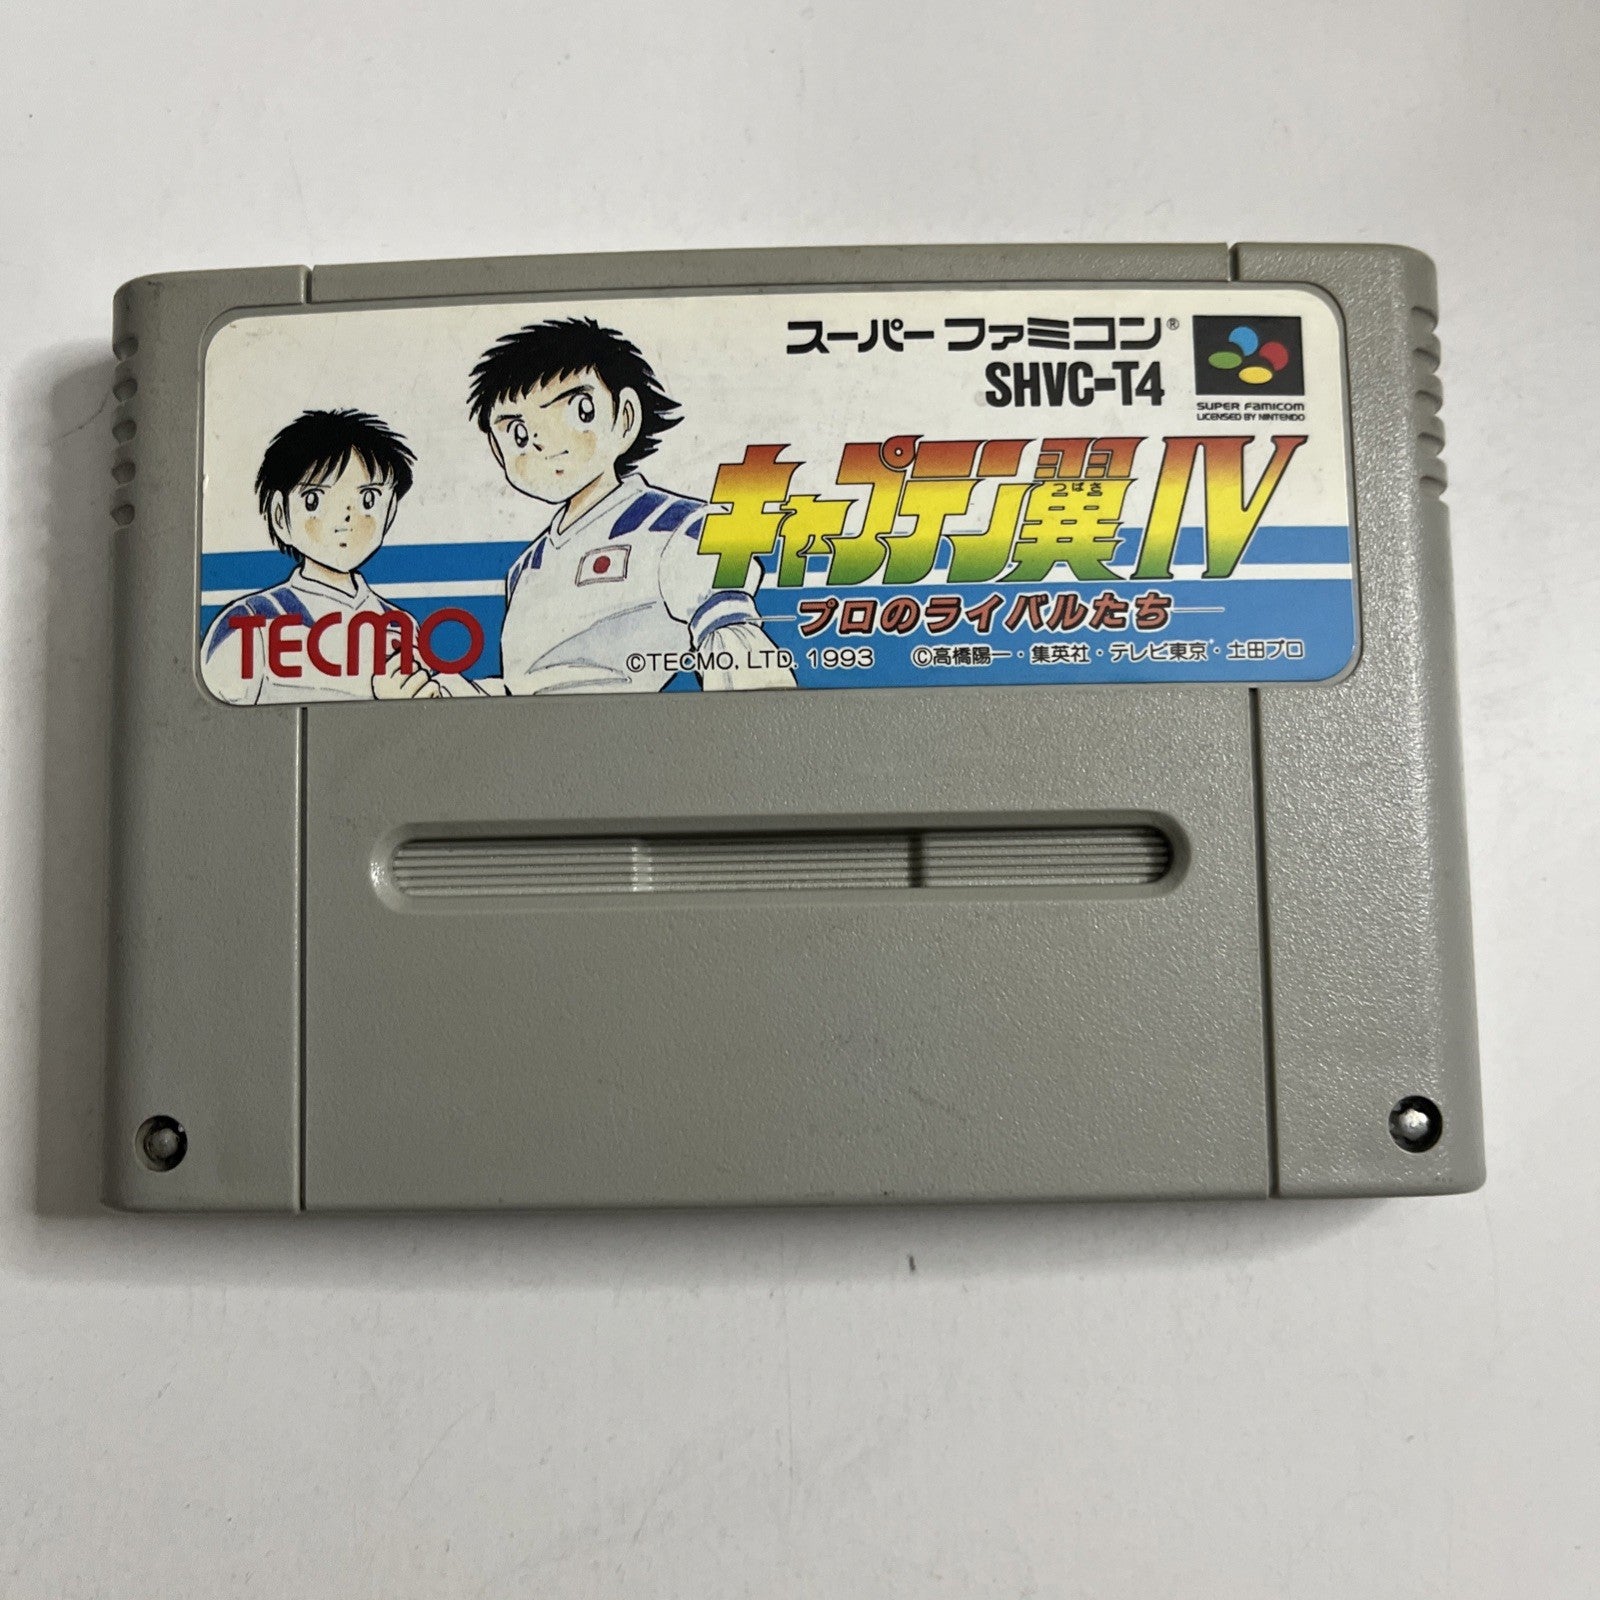 スーパーファミコン®
SHVC-T4
SUPER FAMICOM
LICENSED BY NINTENDO
キャプテン翼IV
つばさ
プロのライバルたち
TECMO
©TECMO, LTD. 1993 ©高橋陽一・集英社・テレビ東京・土田プロ